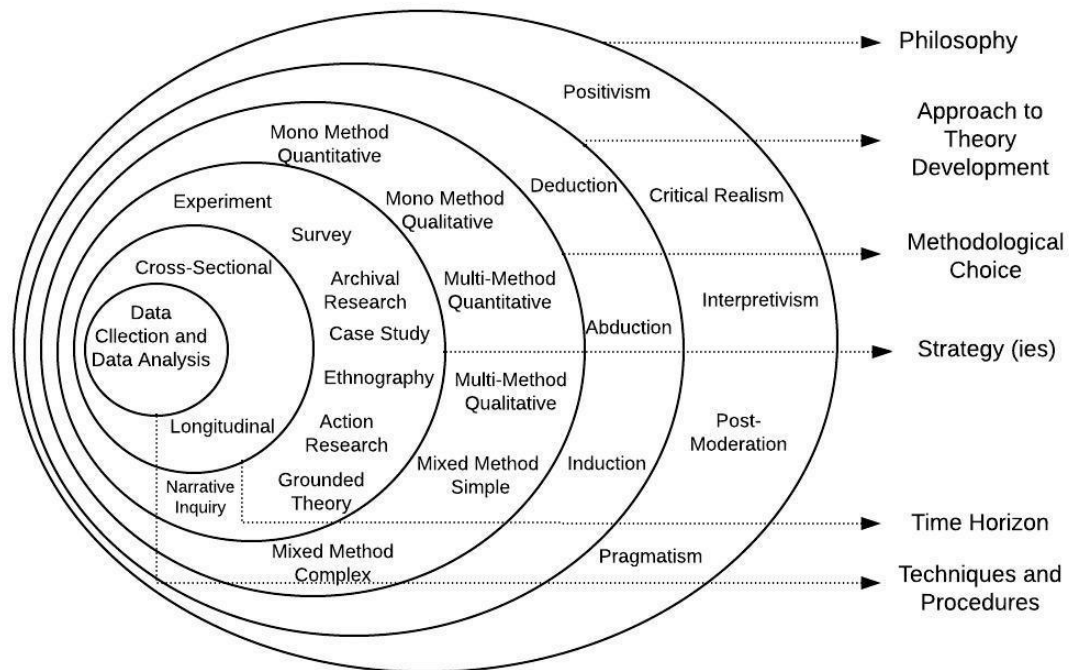 Philosophy
Positivism
Approach to
Theory
Development
Mono Method
Quantitative
Deduction
Critical Realism
Experiment
Mono Method
Qualitative
Survey
Methodological
Choice
Cross-Sectional
Archival
Research
Multi-Method
Quantitative
Interpretivism
Data
Cllection and
Data Analysis
Case Study
Abduction
Strategy (ies)
Ethnography
Multi-Method
Qualitative
Longitudinal
Action
Research
Post-
Moderation
Mixed Method
Simple
Induction
Narrative
Inquiry
Grounded
Theory
Time Horizon
Mixed Method
Complex
Pragmatism
Techniques and
Procedures